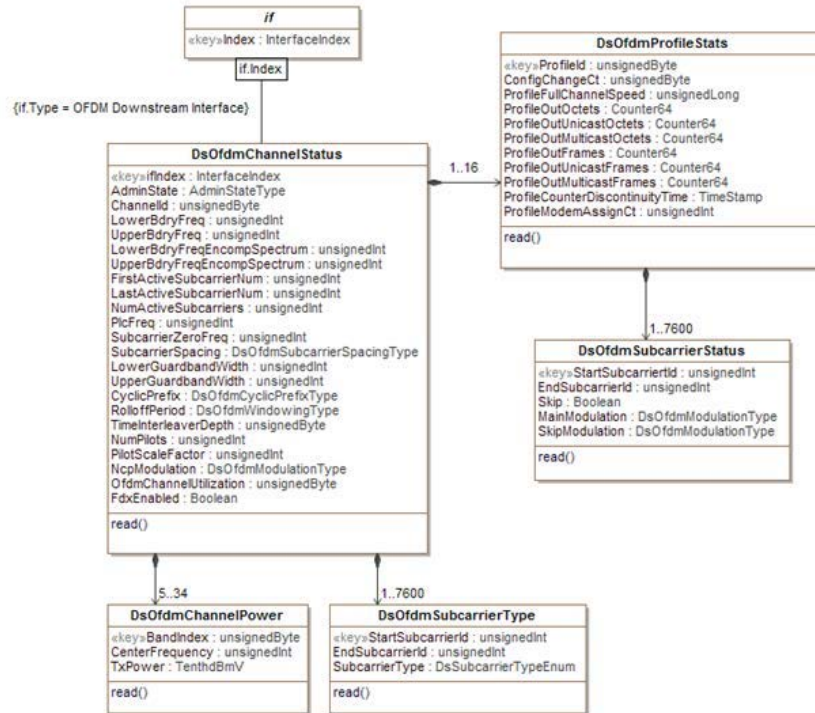 if
«key»Index : InterfaceIndex
if.Index
{if.Type = OFDM Downstream Interface}
DsOfdmChannelStatus
«key»ifIndex : InterfaceIndex
AdminState : AdminStateType
ChannelId : unsignedByte
LowerBdryFreq : unsignedInt
UpperBdryFreq : unsignedInt
LowerBdryFreqEncompSpectrum : unsignedInt
UpperBdryFreqEncompSpectrum : unsignedInt
FirstActiveSubcarrierNum : unsignedInt
LastActiveSubcarrierNum : unsignedInt
NumActiveSubcarriers : unsignedInt
PlcFreq : unsignedInt
SubcarrierZeroFreq : unsignedInt
SubcarrierSpacing : DsOfdmSubcarrierSpacingType
LowerGuardbandWidth : unsignedInt
UpperGuardbandWidth : unsignedInt
CyclicPrefix : DsOfdmCyclicPrefixType
RolloffPeriod : DsOfdmWindowingType
TimeInterleaverDepth : unsignedByte
NumPilots : unsignedInt
PilotScaleFactor : unsignedInt
NcpModulation : DsOfdmModulationType
OfdmChannelUtilization : unsignedByte
FdxEnabled : Boolean
read()
1..16
DsOfdmProfileStats
«key»ProfileId : unsignedByte
ConfigChangeCt : unsignedByte
ProfileFullChannelSpeed : unsignedLong
ProfileOutOctets : Counter64
ProfileOutUnicastOctets : Counter64
ProfileOutMulticastOctets : Counter64
ProfileOutFrames : Counter64
ProfileOutUnicastFrames : Counter64
ProfileOutMulticastFrames : Counter64
ProfileCounterDiscontinuityTime : TimeStamp
ProfileModemAssignCt : unsignedInt
read()
1..7600
DsOfdmSubcarrierStatus
«key»StartSubcarriertId : unsignedInt
EndSubcarrierId : unsignedInt
Skip : Boolean
MainModulation : DsOfdmModulationType
SkipModulation : DsOfdmModulationType
read()
5..34
DsOfdmChannelPower
«key»BandIndex : unsignedByte
CenterFrequency : unsignedInt
TxPower : TenthdBmV
read()
1..7600
DsOfdmSubcarrierType
«key»StartSubcarrierId : unsignedInt
EndSubcarrierId : unsignedInt
SubcarrierType : DsSubcarrierTypeEnum
read()